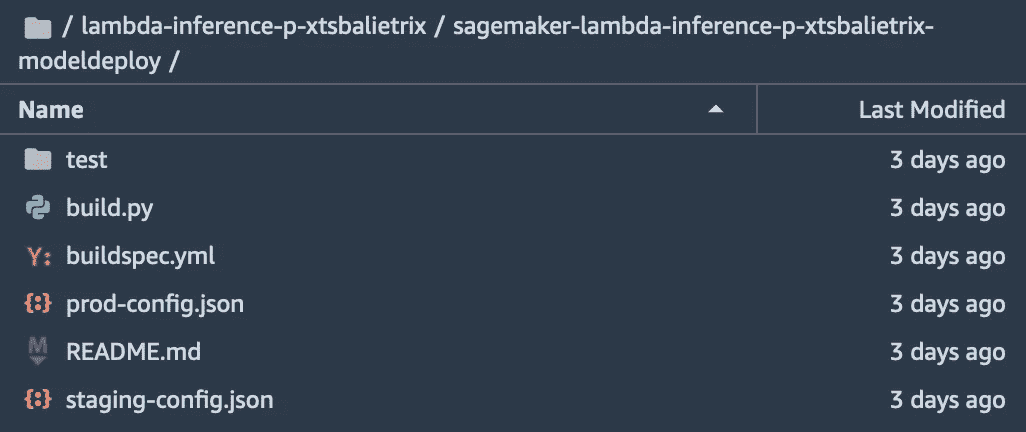 / lambda-inference-p-xtsbalietrix / sagemaker-lambda-inference-p-xtsbalietrix-
modeldeploy /
Name Last Modified
test 3 days ago
build.py 3 days ago
Y: buildspec.yml 3 days ago
{:} prod-config.json 3 days ago
M README.md 3 days ago
{:} staging-config.json 3 days ago